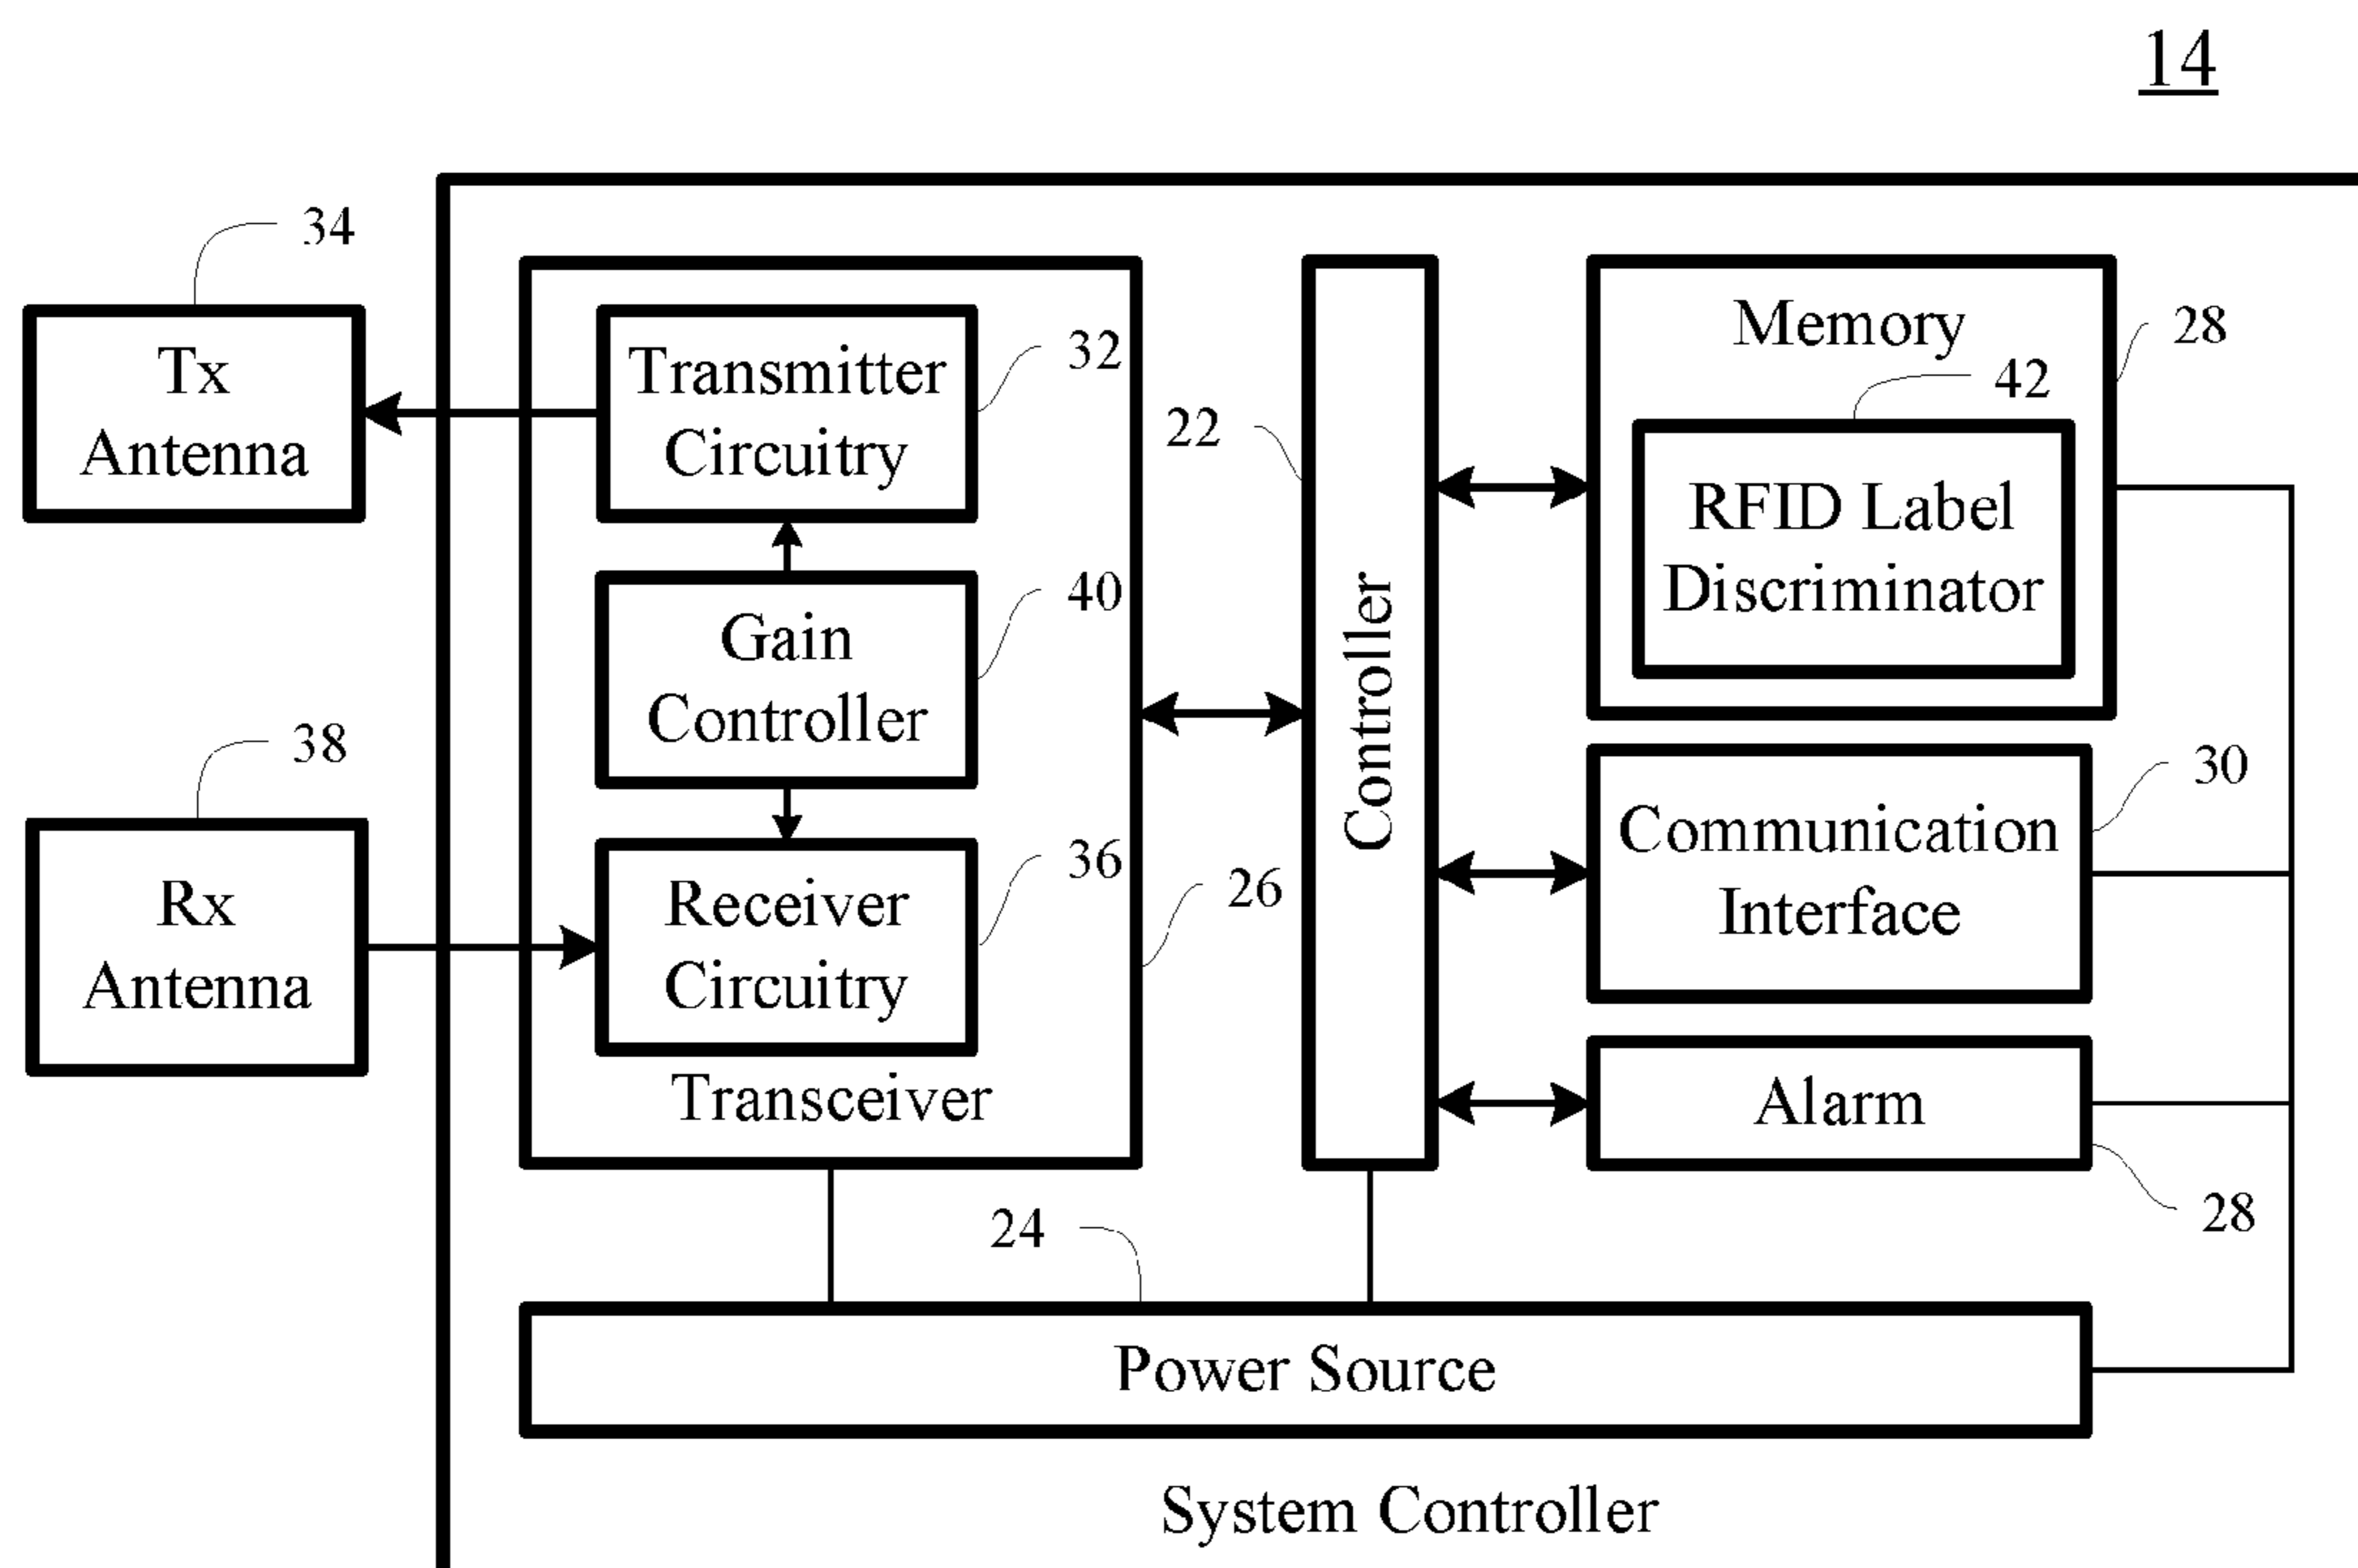 14
34
Tx
Antenna
Transmitter
Circuitry
32
Gain
Controller
40
38
Rx
Antenna
Receiver
Circuitry
36
Transceiver
26
22
Controller
Memory
28
42
RFID Label
Discriminator
Communication
Interface
30
Alarm
28
24
Power Source
System Controller